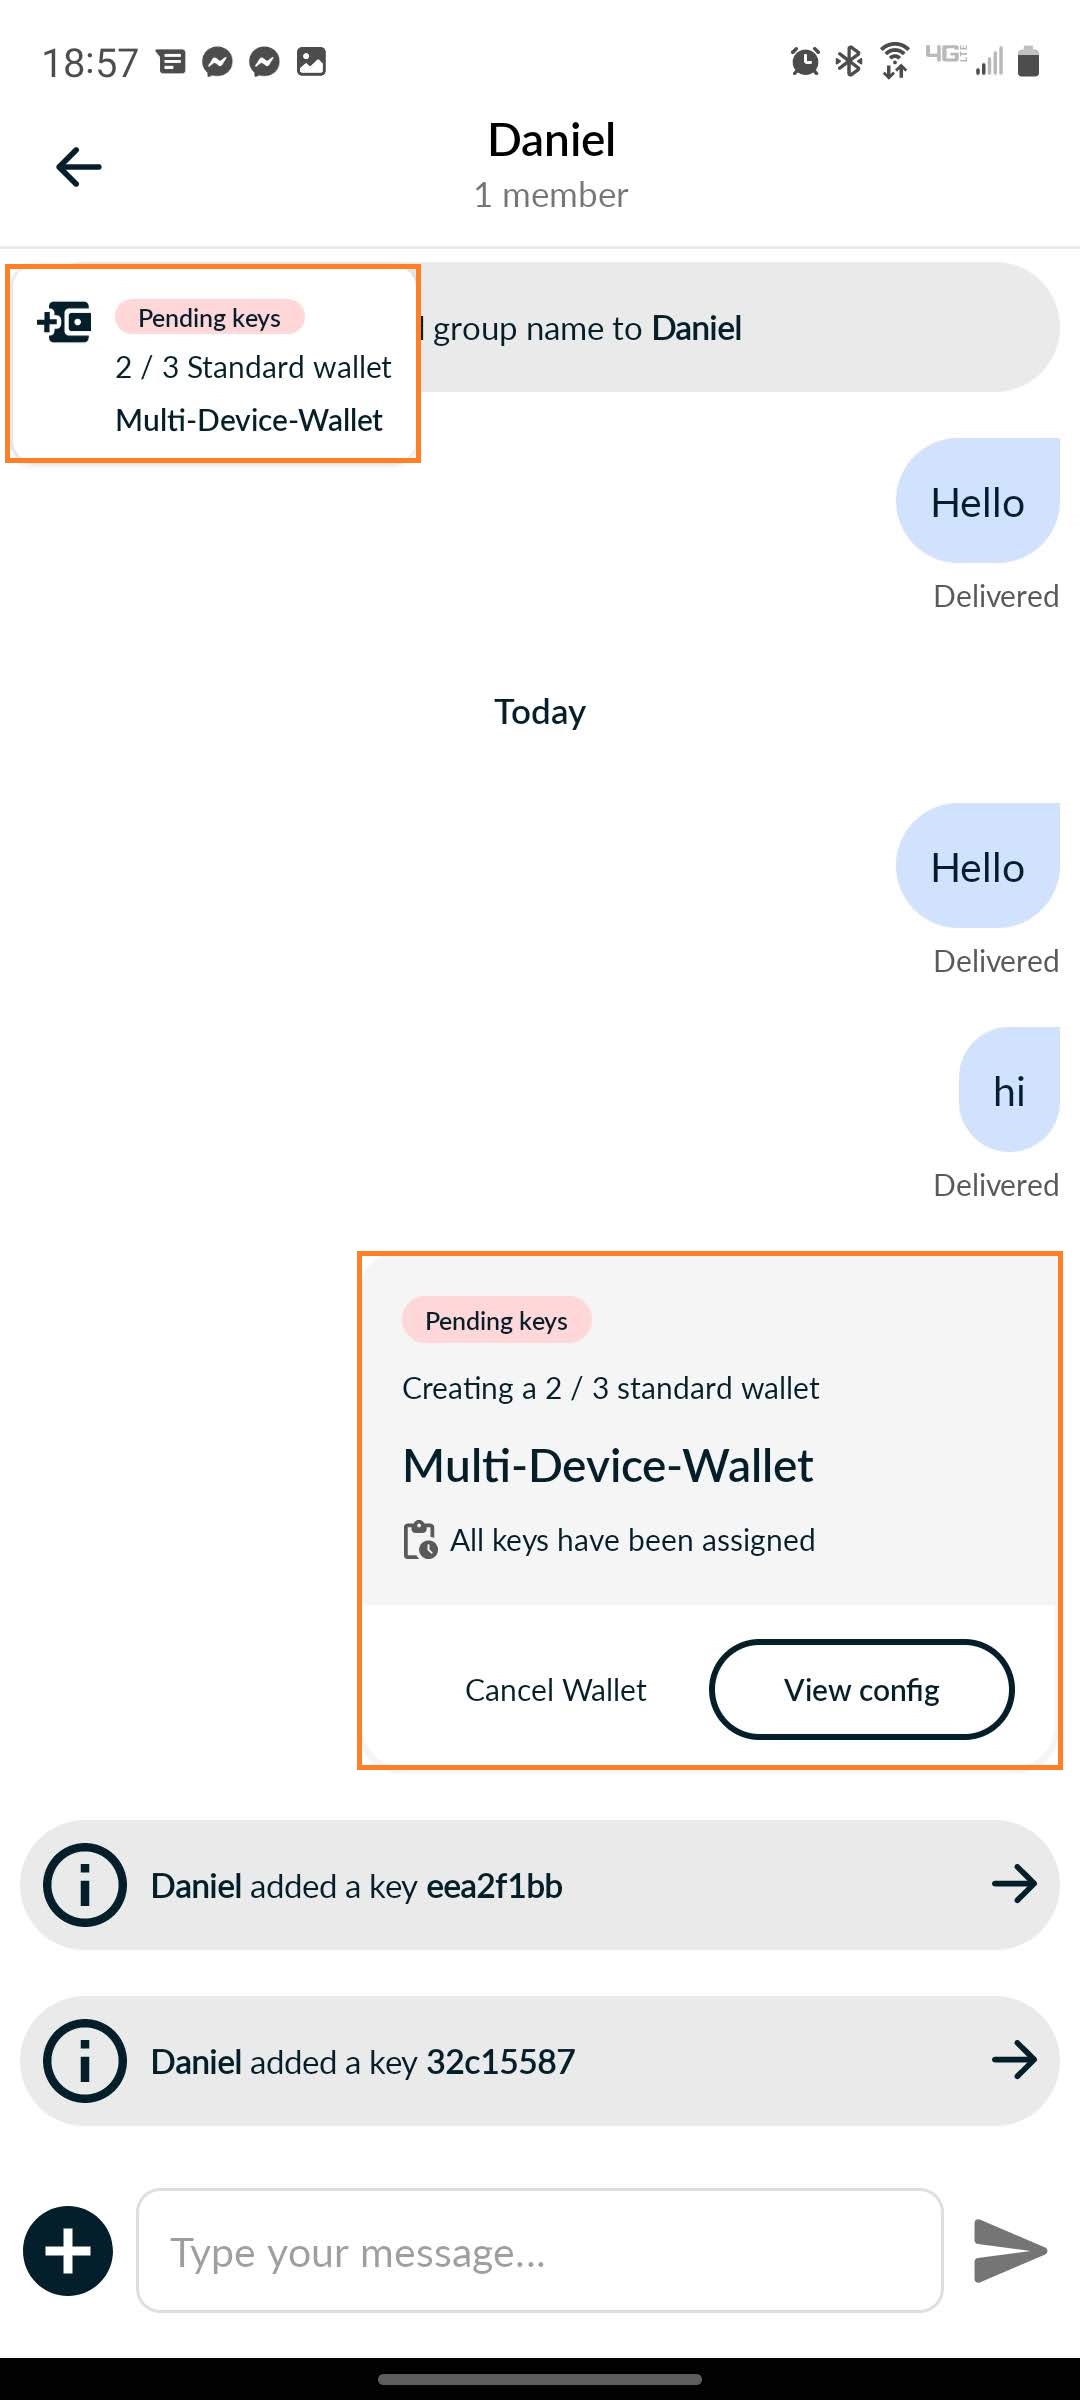 18:57
4G LTE
Daniel
1 member
Pending keys
2 / 3 Standard wallet
Multi-Device-Wallet
group name to Daniel
Hello
Delivered
Today
Hello
Delivered
hi
Delivered
Pending keys
Creating a 2 / 3 standard wallet
Multi-Device-Wallet
All keys have been assigned
Cancel Wallet
View config
Daniel added a key eea2f1bb
Daniel added a key 32c15587
Type your message...